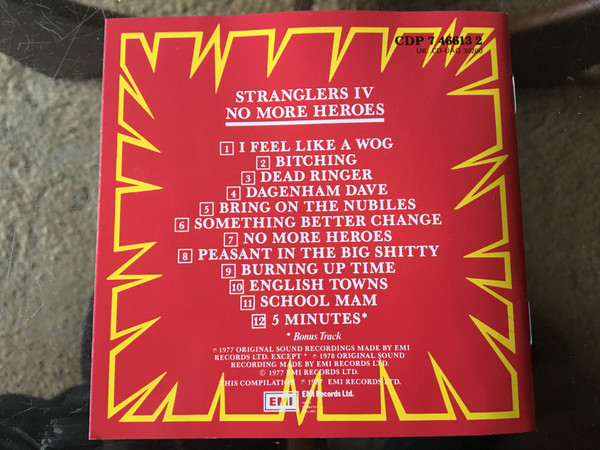 CDP 7 46613 2
UK: CD-UAG 30200
STRANGLERS IV
NO MORE HEROES
1 I FEEL LIKE A WOG
2 BITCHING
3 DEAD RINGER
4 DAGENHAM DAVE
5 BRING ON THE NUBILES
6 SOMETHING BETTER CHANGE
7 NO MORE HEROES
8 PEASANT IN THE BIG SHITTY
9 BURNING UP TIME
10 ENGLISH TOWNS
11 SCHOOL MAM
12 5 MINUTES*
* Bonus Track
℗ 1977 ORIGINAL SOUND RECORDINGS MADE BY EMI
RECORDS LTD. EXCEPT * ℗ 1978 ORIGINAL SOUND
RECORDING MADE BY EMI RECORDS LTD.
© 1977 EMI RECORDS LTD.
THIS COMPILATION ℗ 1987 EMI RECORDS LTD.
EMI EMI Records Ltd.